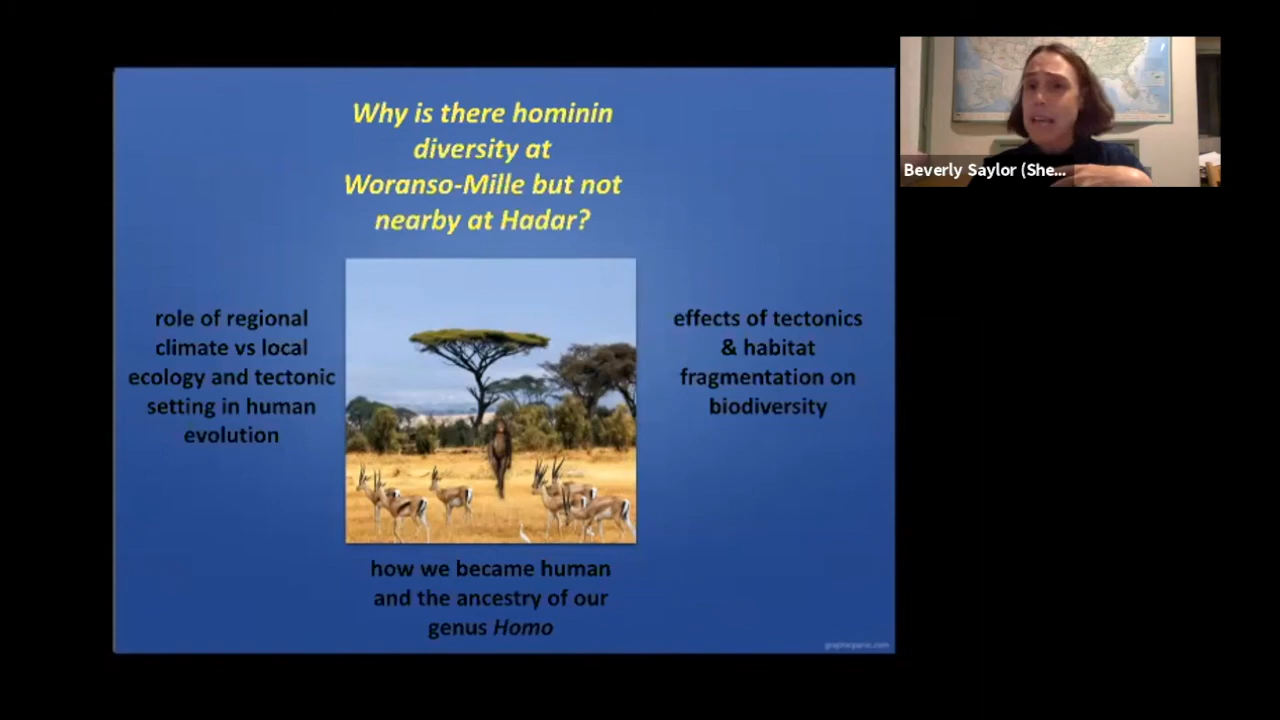 Why is there hominin
diversity at
Woranso-Mille but not
nearby at Hadar?
Beverly Saylor (She...
role of regional
climate vs local
ecology and tectonic
setting in human
evolution
effects of tectonics
& habitat
fragmentation on
biodiversity
how we became human
and the ancestry of our
genus Homo